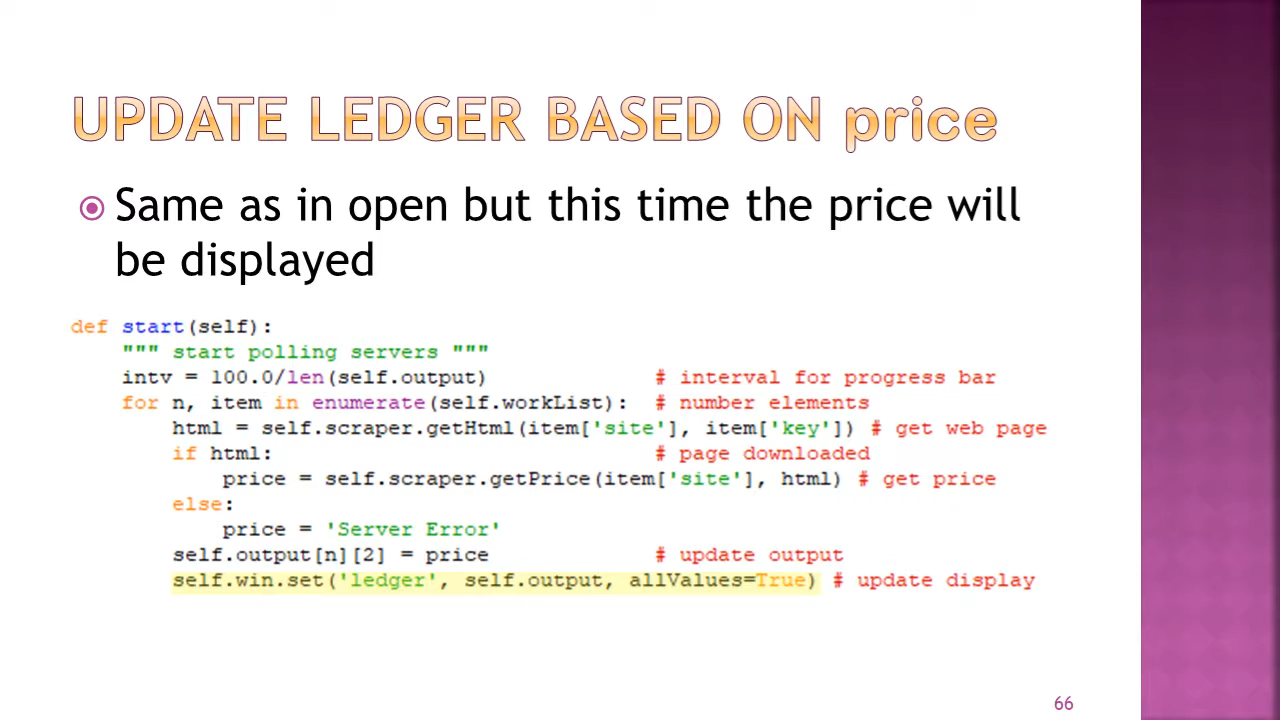 UPDATE LEDGER BASED ON price
Same as in open but this time the price will
be displayed
def start(self):
    """ start polling servers """
    intv = 100.0/len(self.output)             # interval for progress bar
    for n, item in enumerate(self.workList):  # number elements
        html = self.scraper.getHtml(item['site'], item['key']) # get web page
        if html:                              # page downloaded
            price = self.scraper.getPrice(item['site'], html) # get price
        else:
            price = 'Server Error'
        self.output[n][2] = price             # update output
        self.win.set('ledger', self.output, allValues=True) # update display
66